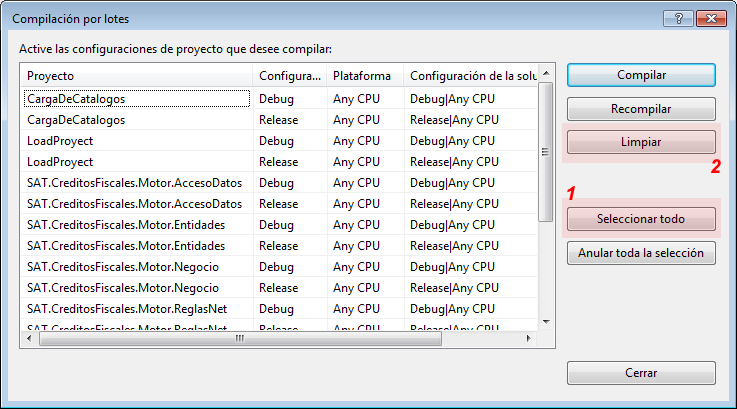 Compilación por lotes
Active las configuraciones de proyecto que desee compilar:
Proyecto Configura... Plataforma Configuración de la solu
CargaDeCatalogos Debug Any CPU Debug|Any CPU
CargaDeCatalogos Release Any CPU Release|Any CPU
LoadProyect Debug Any CPU Debug|Any CPU
LoadProyect Release Any CPU Release|Any CPU
SAT.CreditosFiscales.Motor.AccesoDatos Debug Any CPU Debug|Any CPU
SAT.CreditosFiscales.Motor.AccesoDatos Release Any CPU Release|Any CPU
SAT.CreditosFiscales.Motor.Entidades Debug Any CPU Debug|Any CPU
SAT.CreditosFiscales.Motor.Entidades Release Any CPU Release|Any CPU
SAT.CreditosFiscales.Motor.Negocio Debug Any CPU Debug|Any CPU
SAT.CreditosFiscales.Motor.Negocio Release Any CPU Release|Any CPU
SAT.CreditosFiscales.Motor.ReglasNet Debug Any CPU Debug|Any CPU
SAT.CreditosFiscales.Motor.ReglasNet Release Any CPU Release|Any CPU
Compilar
Recompilar
Limpiar
2
1
Seleccionar todo
Anular toda la selección
Cerrar